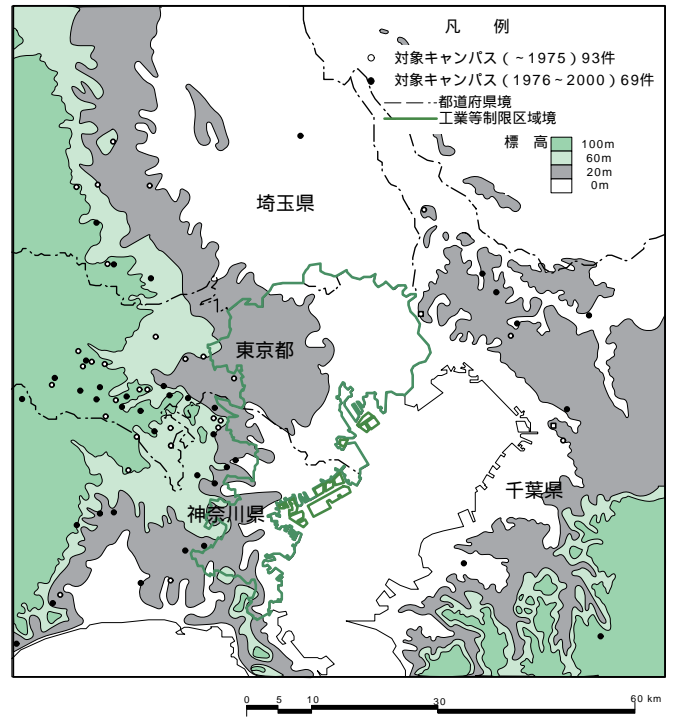 凡 例
対象キャンパス(~1975)93件
対象キャンパス(1976~2000)69件
都道府県境
工業等制限区域境
標 高
100m
60m
20m
0m
埼玉県
東京都
千葉県
神奈川県
0 5 10 30 60 km